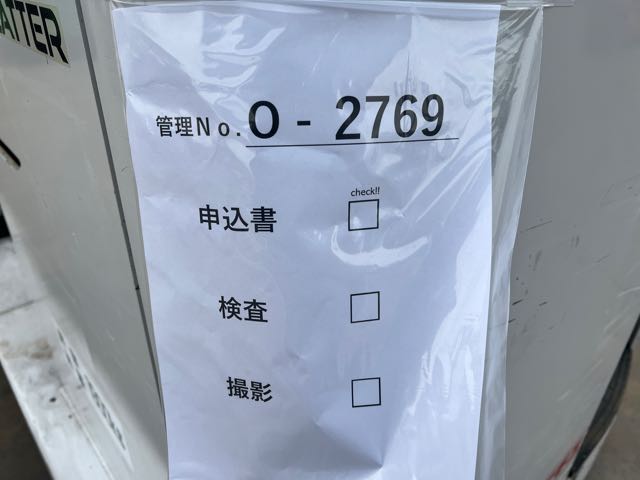 ATTER
管理No. O - 2769
check!!
申込書
検査
撮影